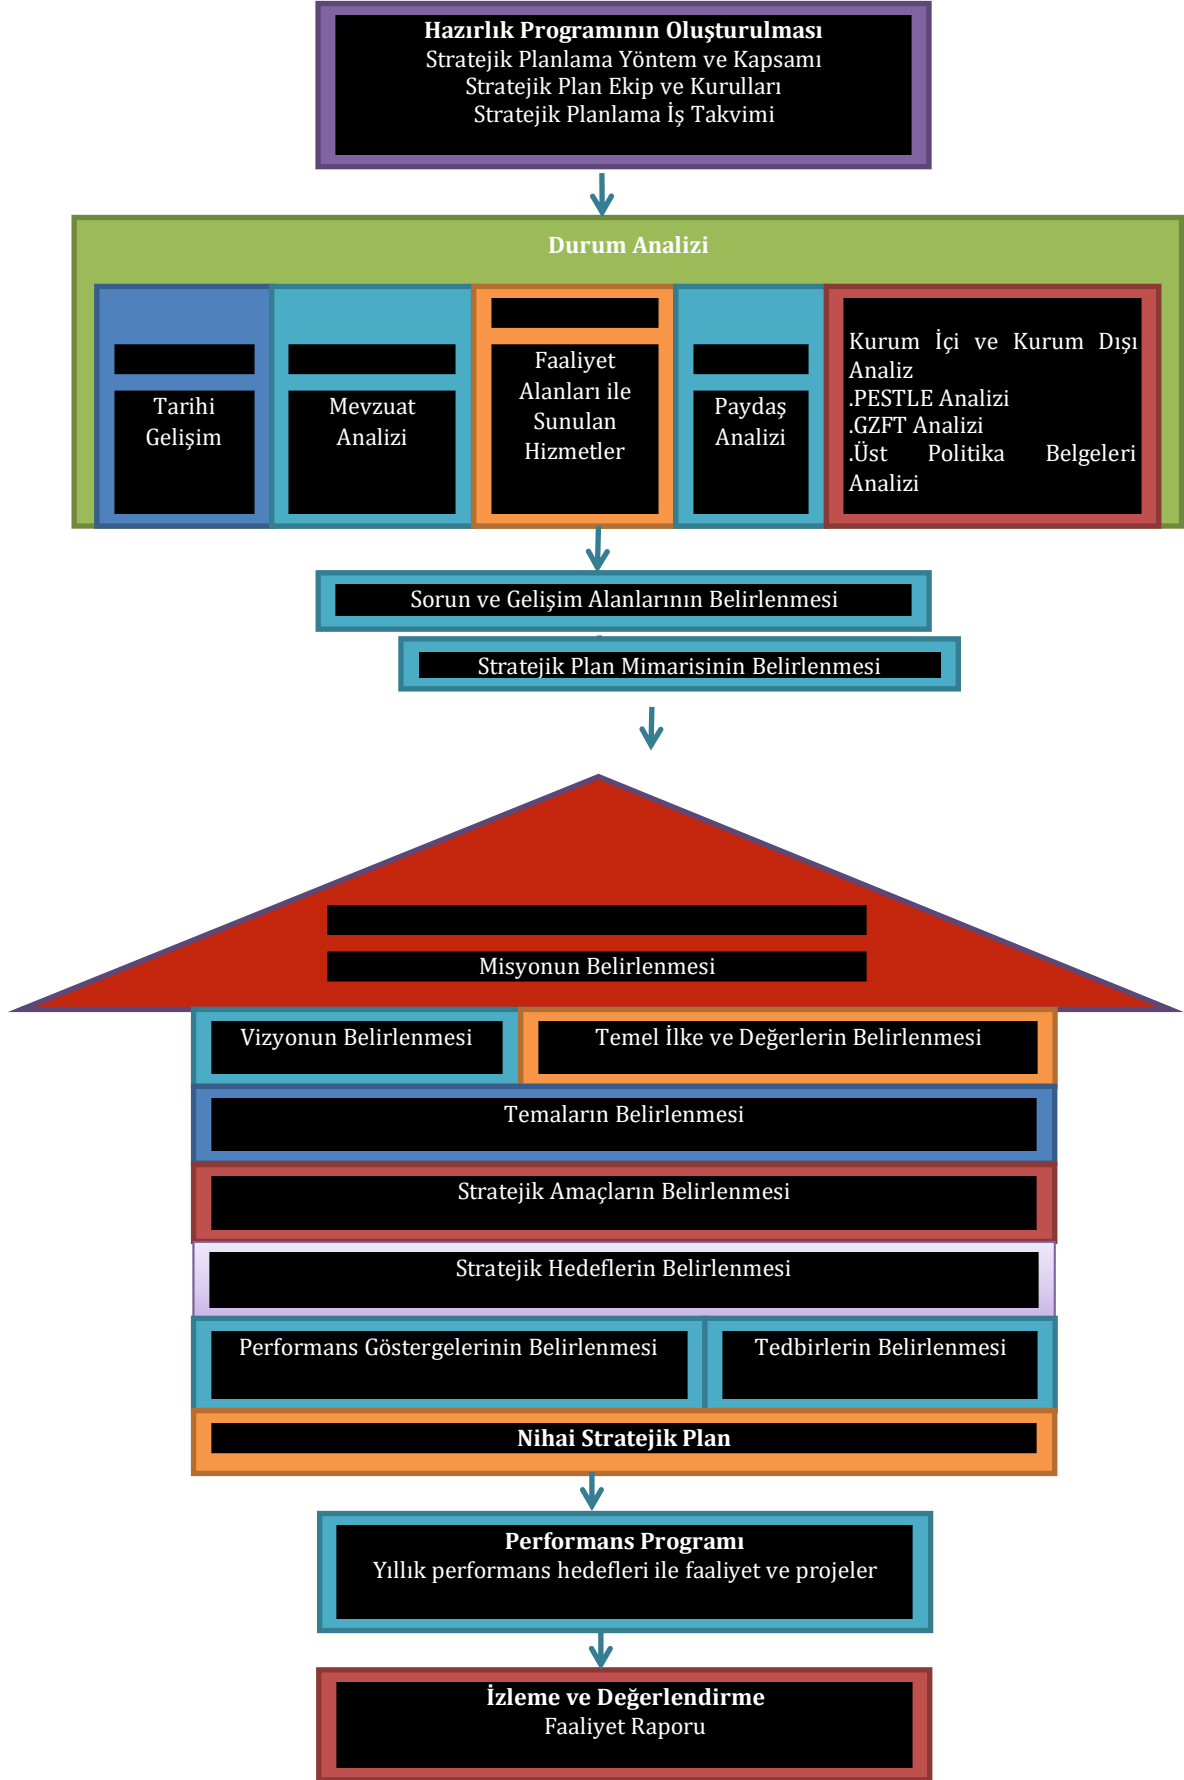 Hazırlık Programının Oluşturulması
Stratejik Planlama Yöntem ve Kapsamı
Stratejik Plan Ekip ve Kurulları
Stratejik Planlama İş Takvimi
Durum Analizi
Tarihi
Gelişim
Mevzuat
Analizi
Faaliyet
Alanları ile
Sunulan
Hizmetler
Paydaş
Analizi
Kurum İçi ve Kurum Dışı
Analiz
.PESTLE Analizi
.GZFT Analizi
.Üst Politika Belgeleri
Analizi
Sorun ve Gelişim Alanlarının Belirlenmesi
Stratejik Plan Mimarisinin Belirlenmesi
Misyonun Belirlenmesi
Vizyonun Belirlenmesi
Temel İlke ve Değerlerin Belirlenmesi
Temaların Belirlenmesi
Stratejik Amaçların Belirlenmesi
Stratejik Hedeflerin Belirlenmesi
Performans Göstergelerinin Belirlenmesi
Tedbirlerin Belirlenmesi
Nihai Stratejik Plan
Performans Programı
Yıllık performans hedefleri ile faaliyet ve projeler
İzleme ve Değerlendirme
Faaliyet Raporu